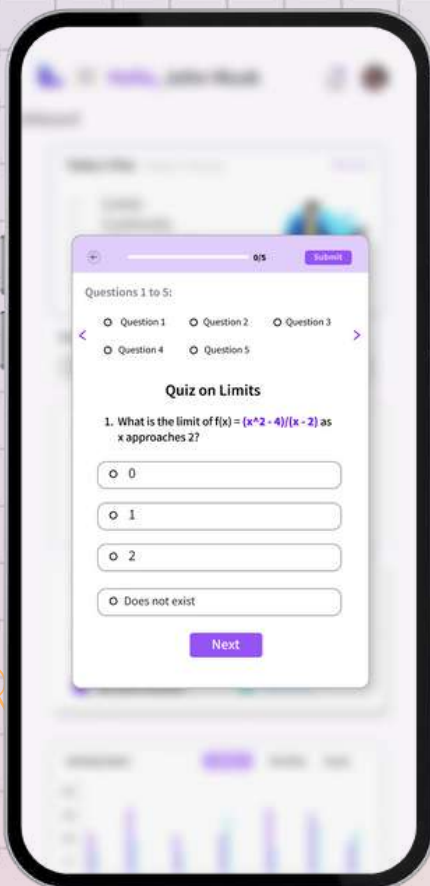 0/5
Submit
Questions 1 to 5:
Question 1
Question 2
Question 3
Question 4
Question 5
Quiz on Limits
1. What is the limit of f(x) = (x^2 - 4)/(x - 2) as
x approaches 2?
0
1
2
Does not exist
Next